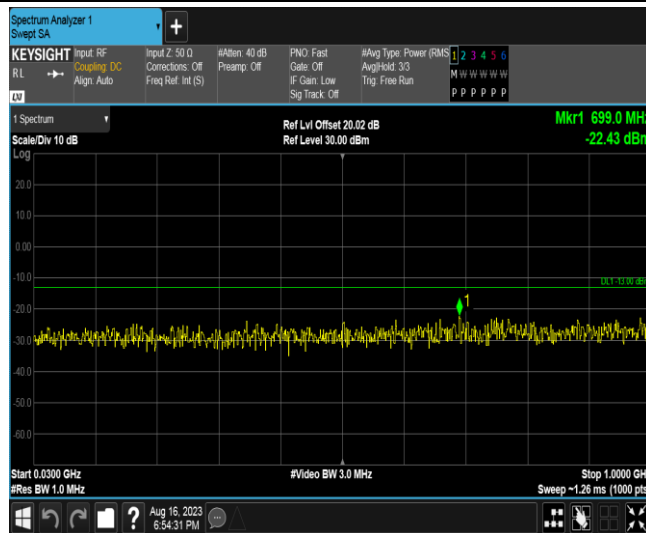 Spectrum Analyzer 1
Swept SA
+
KEYSIGHT
RL
LXI
Input: RF
Coupling: DC
Align: Auto
Input Z: 50 Ω
Corrections: Off
Freq Ref: Int (S)
#Atten: 40 dB
Preamp: Off
PNO: Fast
Gate: Off
IF Gain: Low
Sig Track: Off
#Avg Type: Power (RMS
Avg|Hold: 3/3
Trig: Free Run
1 2 3 4 5 6
M W W W W W
P P P P P P
1 Spectrum
Scale/Div 10 dB
Log
Ref Lvl Offset 20.02 dB
Ref Level 30.00 dBm
Mkr1 699.0 MHz
-22.43 dBm
20.0
10.0
0.00
-10.0
DL1 -13.00 dBm
1
-20.0
-30.0
-40.0
-50.0
-60.0
Start 0.0300 GHz
#Res BW 1.0 MHz
#Video BW 3.0 MHz
Stop 1.0000 GHz
Sweep ~1.26 ms (1000 pts)
?
Aug 16, 2023
6:54:31 PM